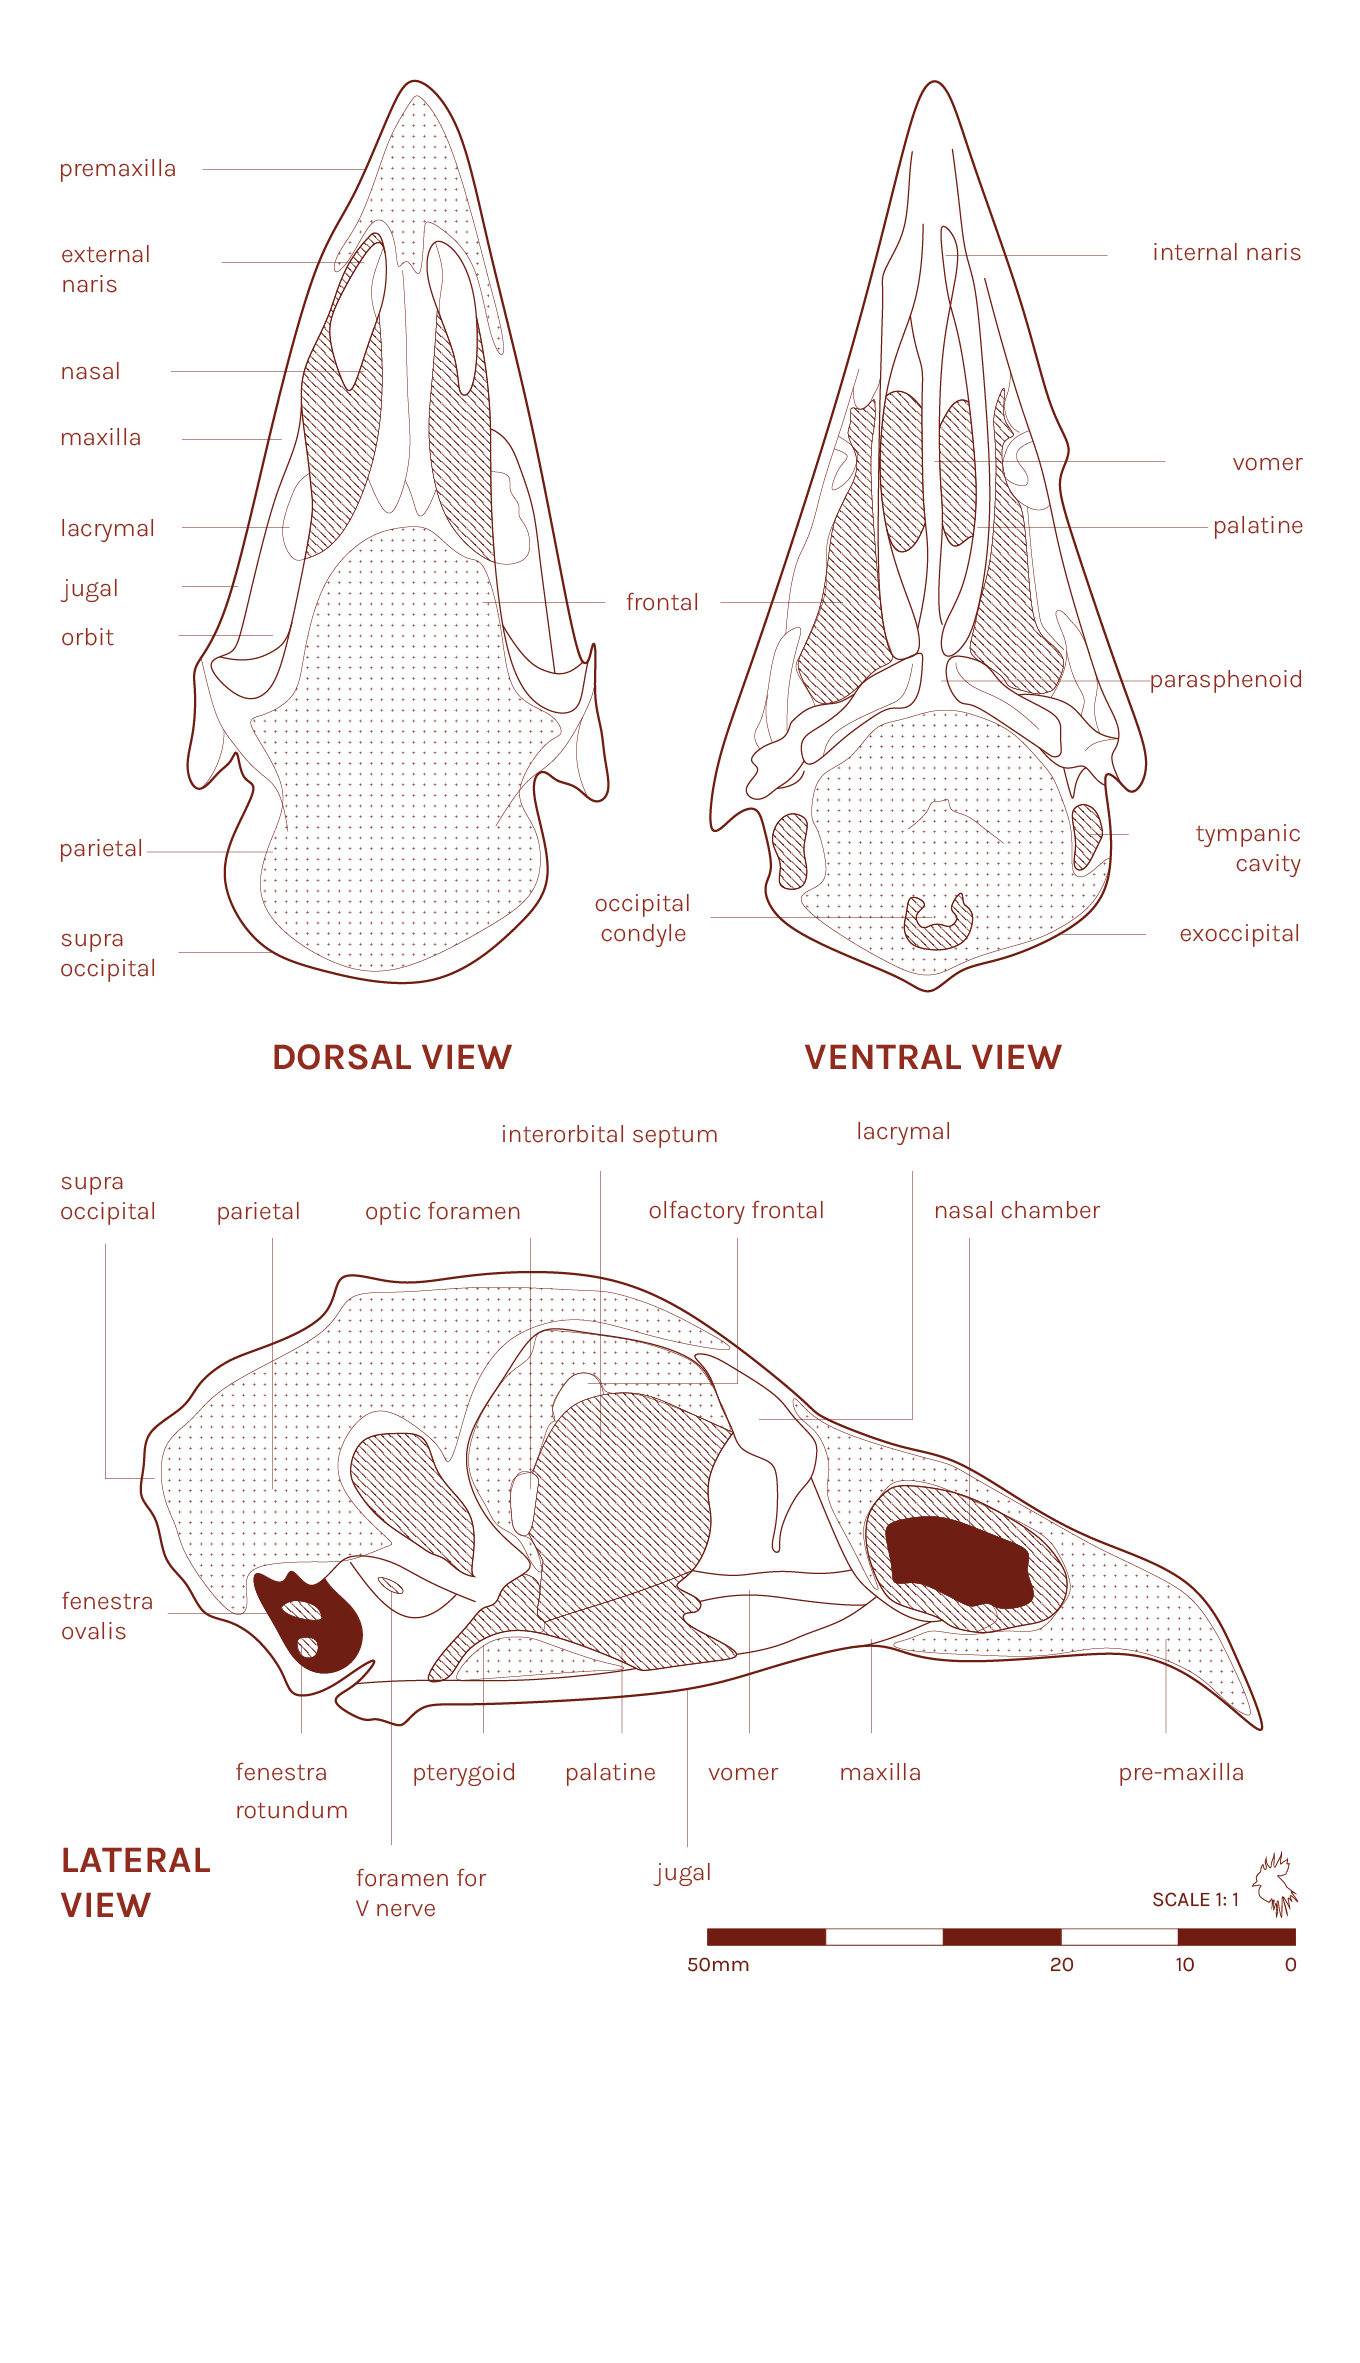 premaxilla
external
naris
nasal
maxilla
lacrymal
jugal
orbit
parietal
supra
occipital
frontal
internal naris
vomer
palatine
parasphenoid
tympanic
cavity
occipital
condyle
exoccipital
DORSAL VIEW
VENTRAL VIEW
interorbital septum
lacrymal
supra
occipital
parietal
optic foramen
olfactory frontal
nasal chamber
fenestra
ovalis
fenestra
rotundum
pterygoid
palatine
vomer
maxilla
pre-maxilla
foramen for
V nerve
jugal
LATERAL
VIEW
SCALE 1: 1
50mm
20
10
0